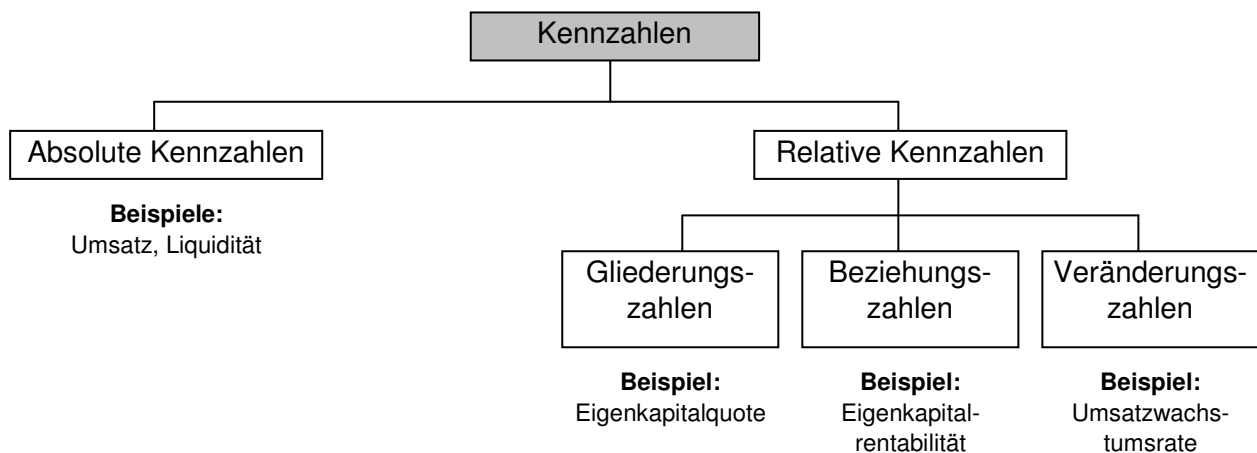 Kennzahlen
Absolute Kennzahlen
Relative Kennzahlen
Beispiele:
Umsatz, Liquidität
Gliederungs-
zahlen
Beziehungs-
zahlen
Veränderungs-
zahlen
Beispiel:
Eigenkapitalquote
Beispiel:
Eigenkapital-
rentabilität
Beispiel:
Umsatzwachs-
tumsrate